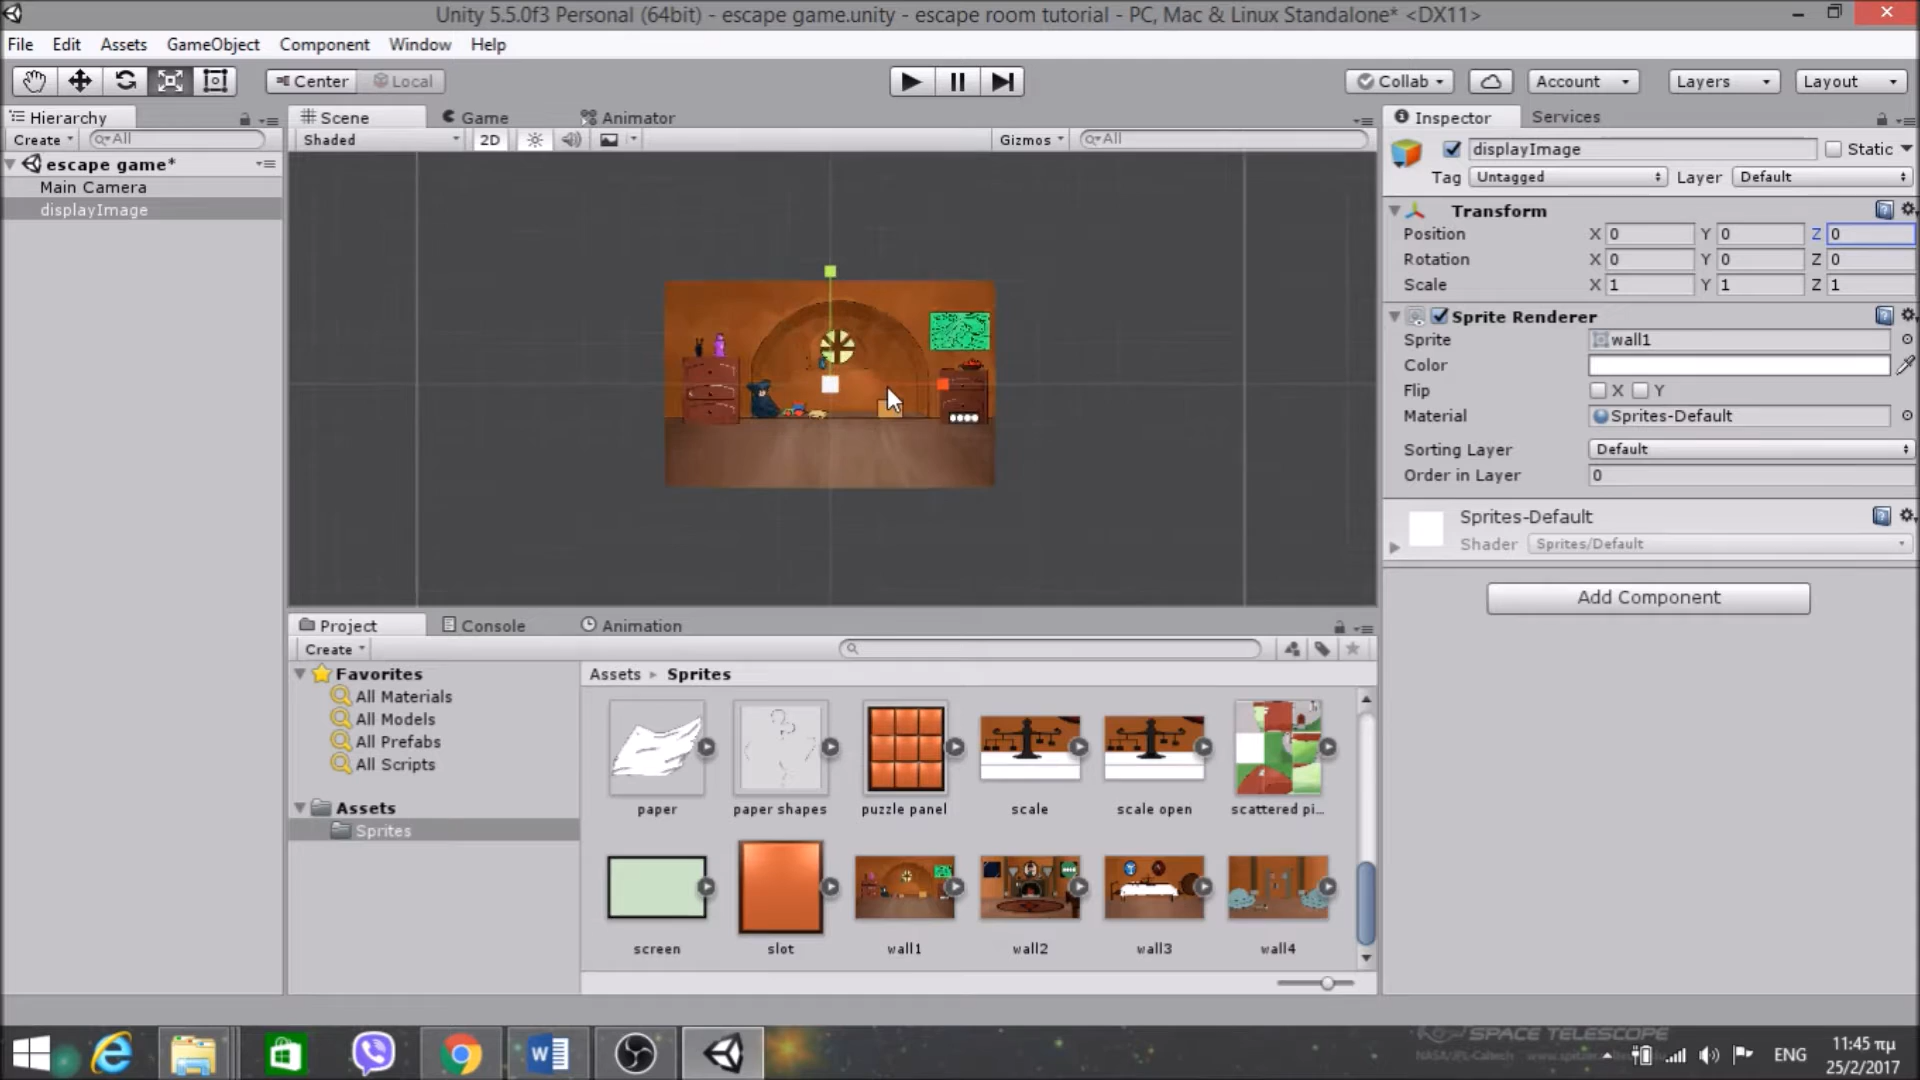 Unity 5.5.0f3 Personal (64bit) - escape game.unity - escape room tutorial - PC, Mac & Linux Standalone* <DX11>
File Edit Assets GameObject Component Window Help
Center Local Collab Account Layers Layout
Hierarchy
Create All
escape game*
Main Camera
displayImage
Scene Game Animator
Shaded 2D Gizmos All
Inspector Services
displayImage Static
Tag Untagged Layer Default
Transform
Position X 0 Y 0 Z 0
Rotation X 0 Y 0 Z 0
Scale X 1 Y 1 Z 1
Sprite Renderer
Sprite wall1
Color
Flip X Y
Material Sprites-Default
Sorting Layer Default
Order in Layer 0
Sprites-Default
Shader Sprites/Default
Add Component
Project Console Animation
Create
Favorites
All Materials
All Models
All Prefabs
All Scripts
Assets
Sprites
Assets Sprites
paper paper shapes puzzle panel scale scale open scattered pi...
screen slot wall1 wall2 wall3 wall4
SPACE TELESCOPE
ENG
11:45 πμ
25/2/2017